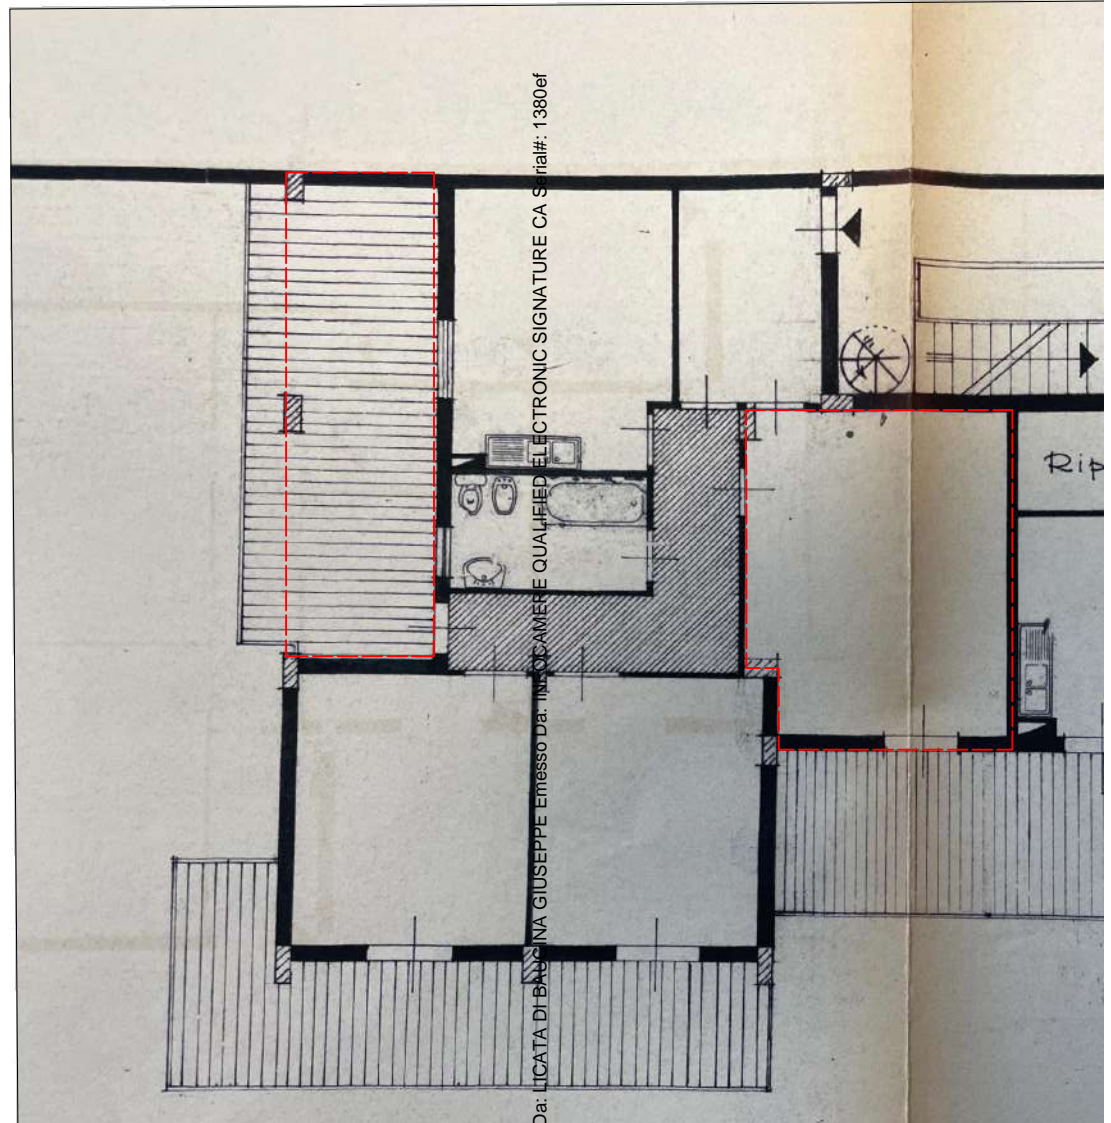 Da: LICATA DI BAUCINA GIUSEPPE Emesso Da: INFOCAMERE QUALIFIED ELECTRONIC SIGNATURE CA Serial#: 1380ef
Rip